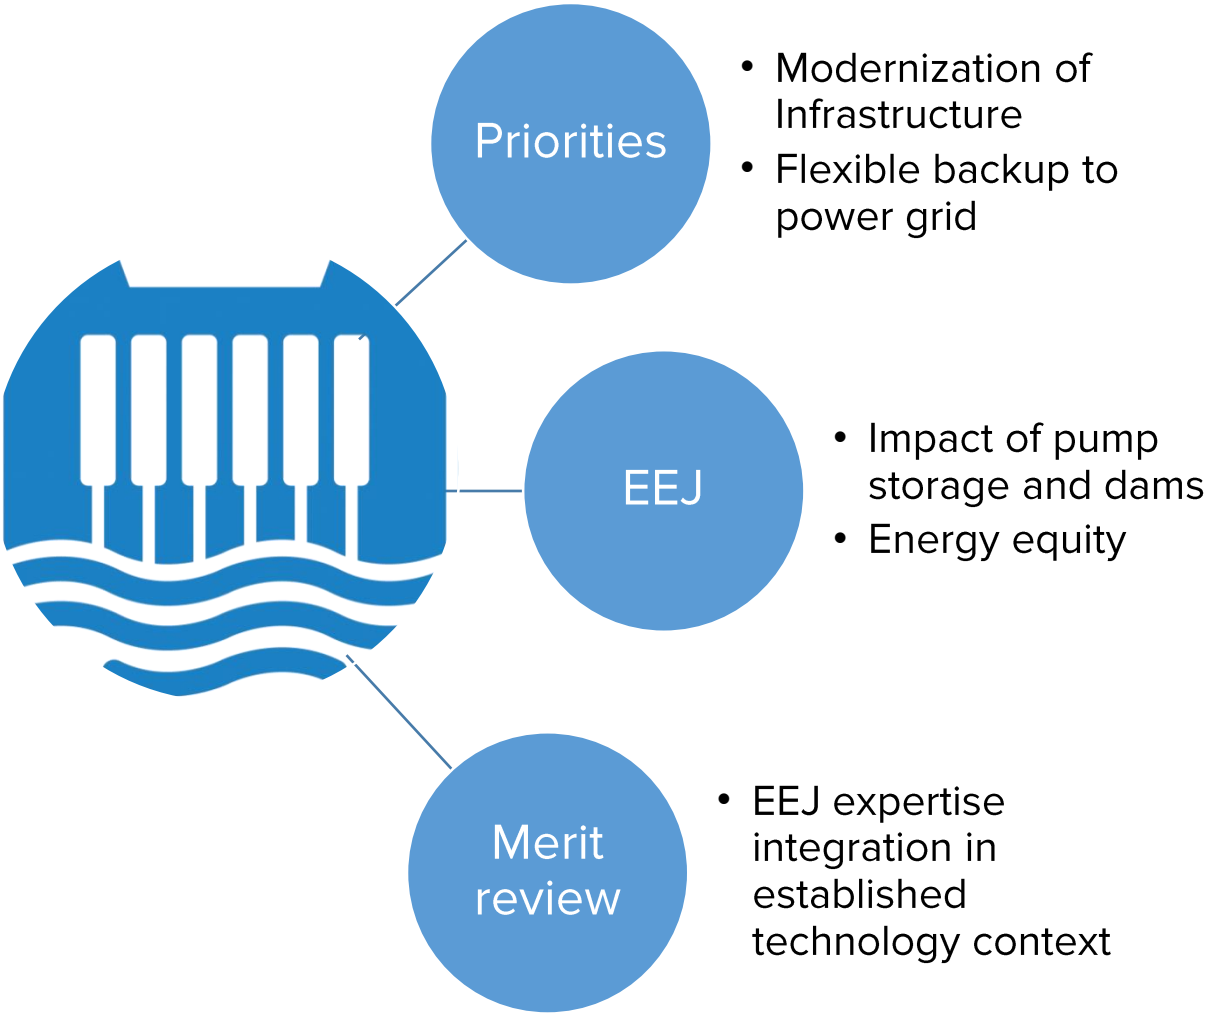 Priorities
• Modernization of
Infrastructure
• Flexible backup to
power grid
EEJ
• Impact of pump
storage and dams
• Energy equity
Merit
review
• EEJ expertise
integration in
established
technology context